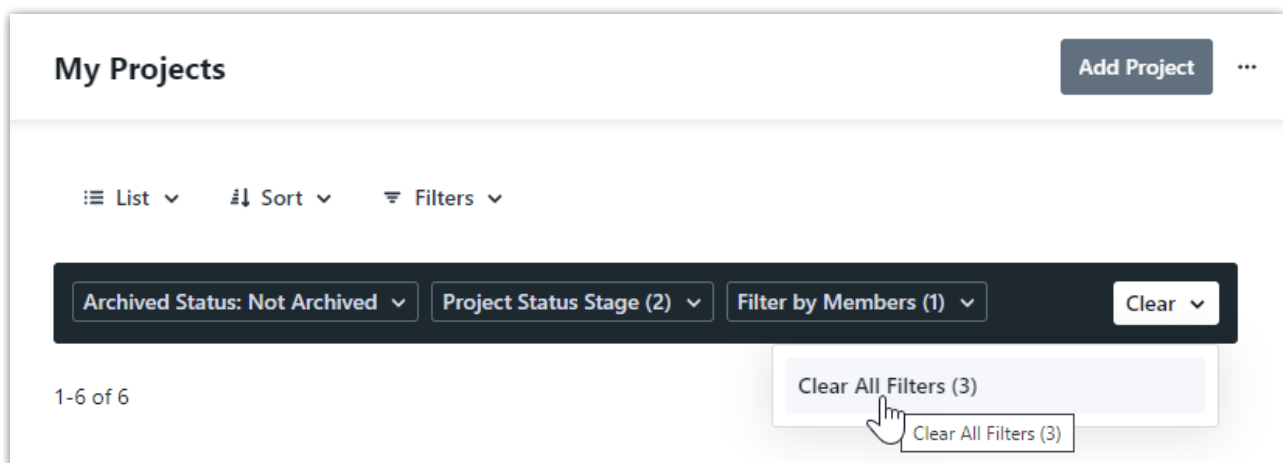 My Projects
Add Project
List
Sort
Filters
Archived Status: Not Archived
Project Status Stage (2)
Filter by Members (1)
Clear
1-6 of 6
Clear All Filters (3)
Clear All Filters (3)